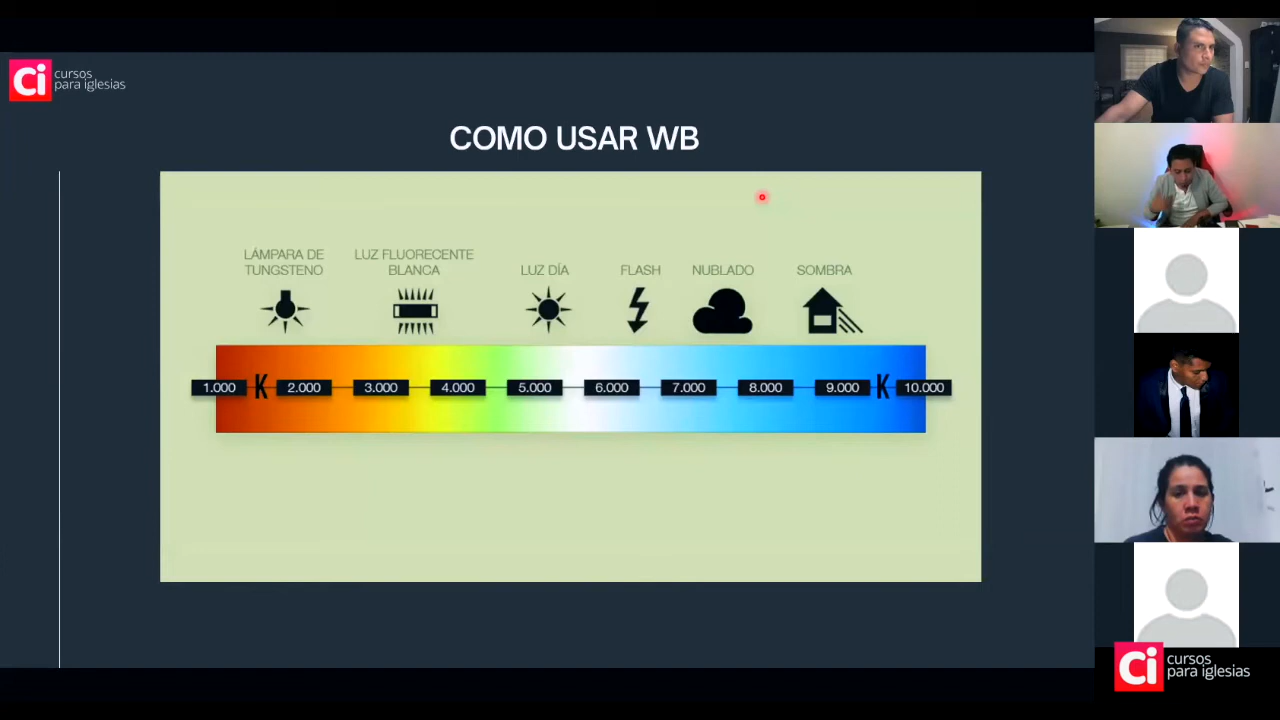 Ci cursos
para iglesias
COMO USAR WB
LÁMPARA DE
TUNGSTENO
LUZ FLUORECENTE
BLANCA
LUZ DÍA
FLASH
NUBLADO
SOMBRA
1.000 K 2.000 3.000 4.000 5.000 6.000 7.000 8.000 9.000 K 10.000
Ci cursos
para iglesias